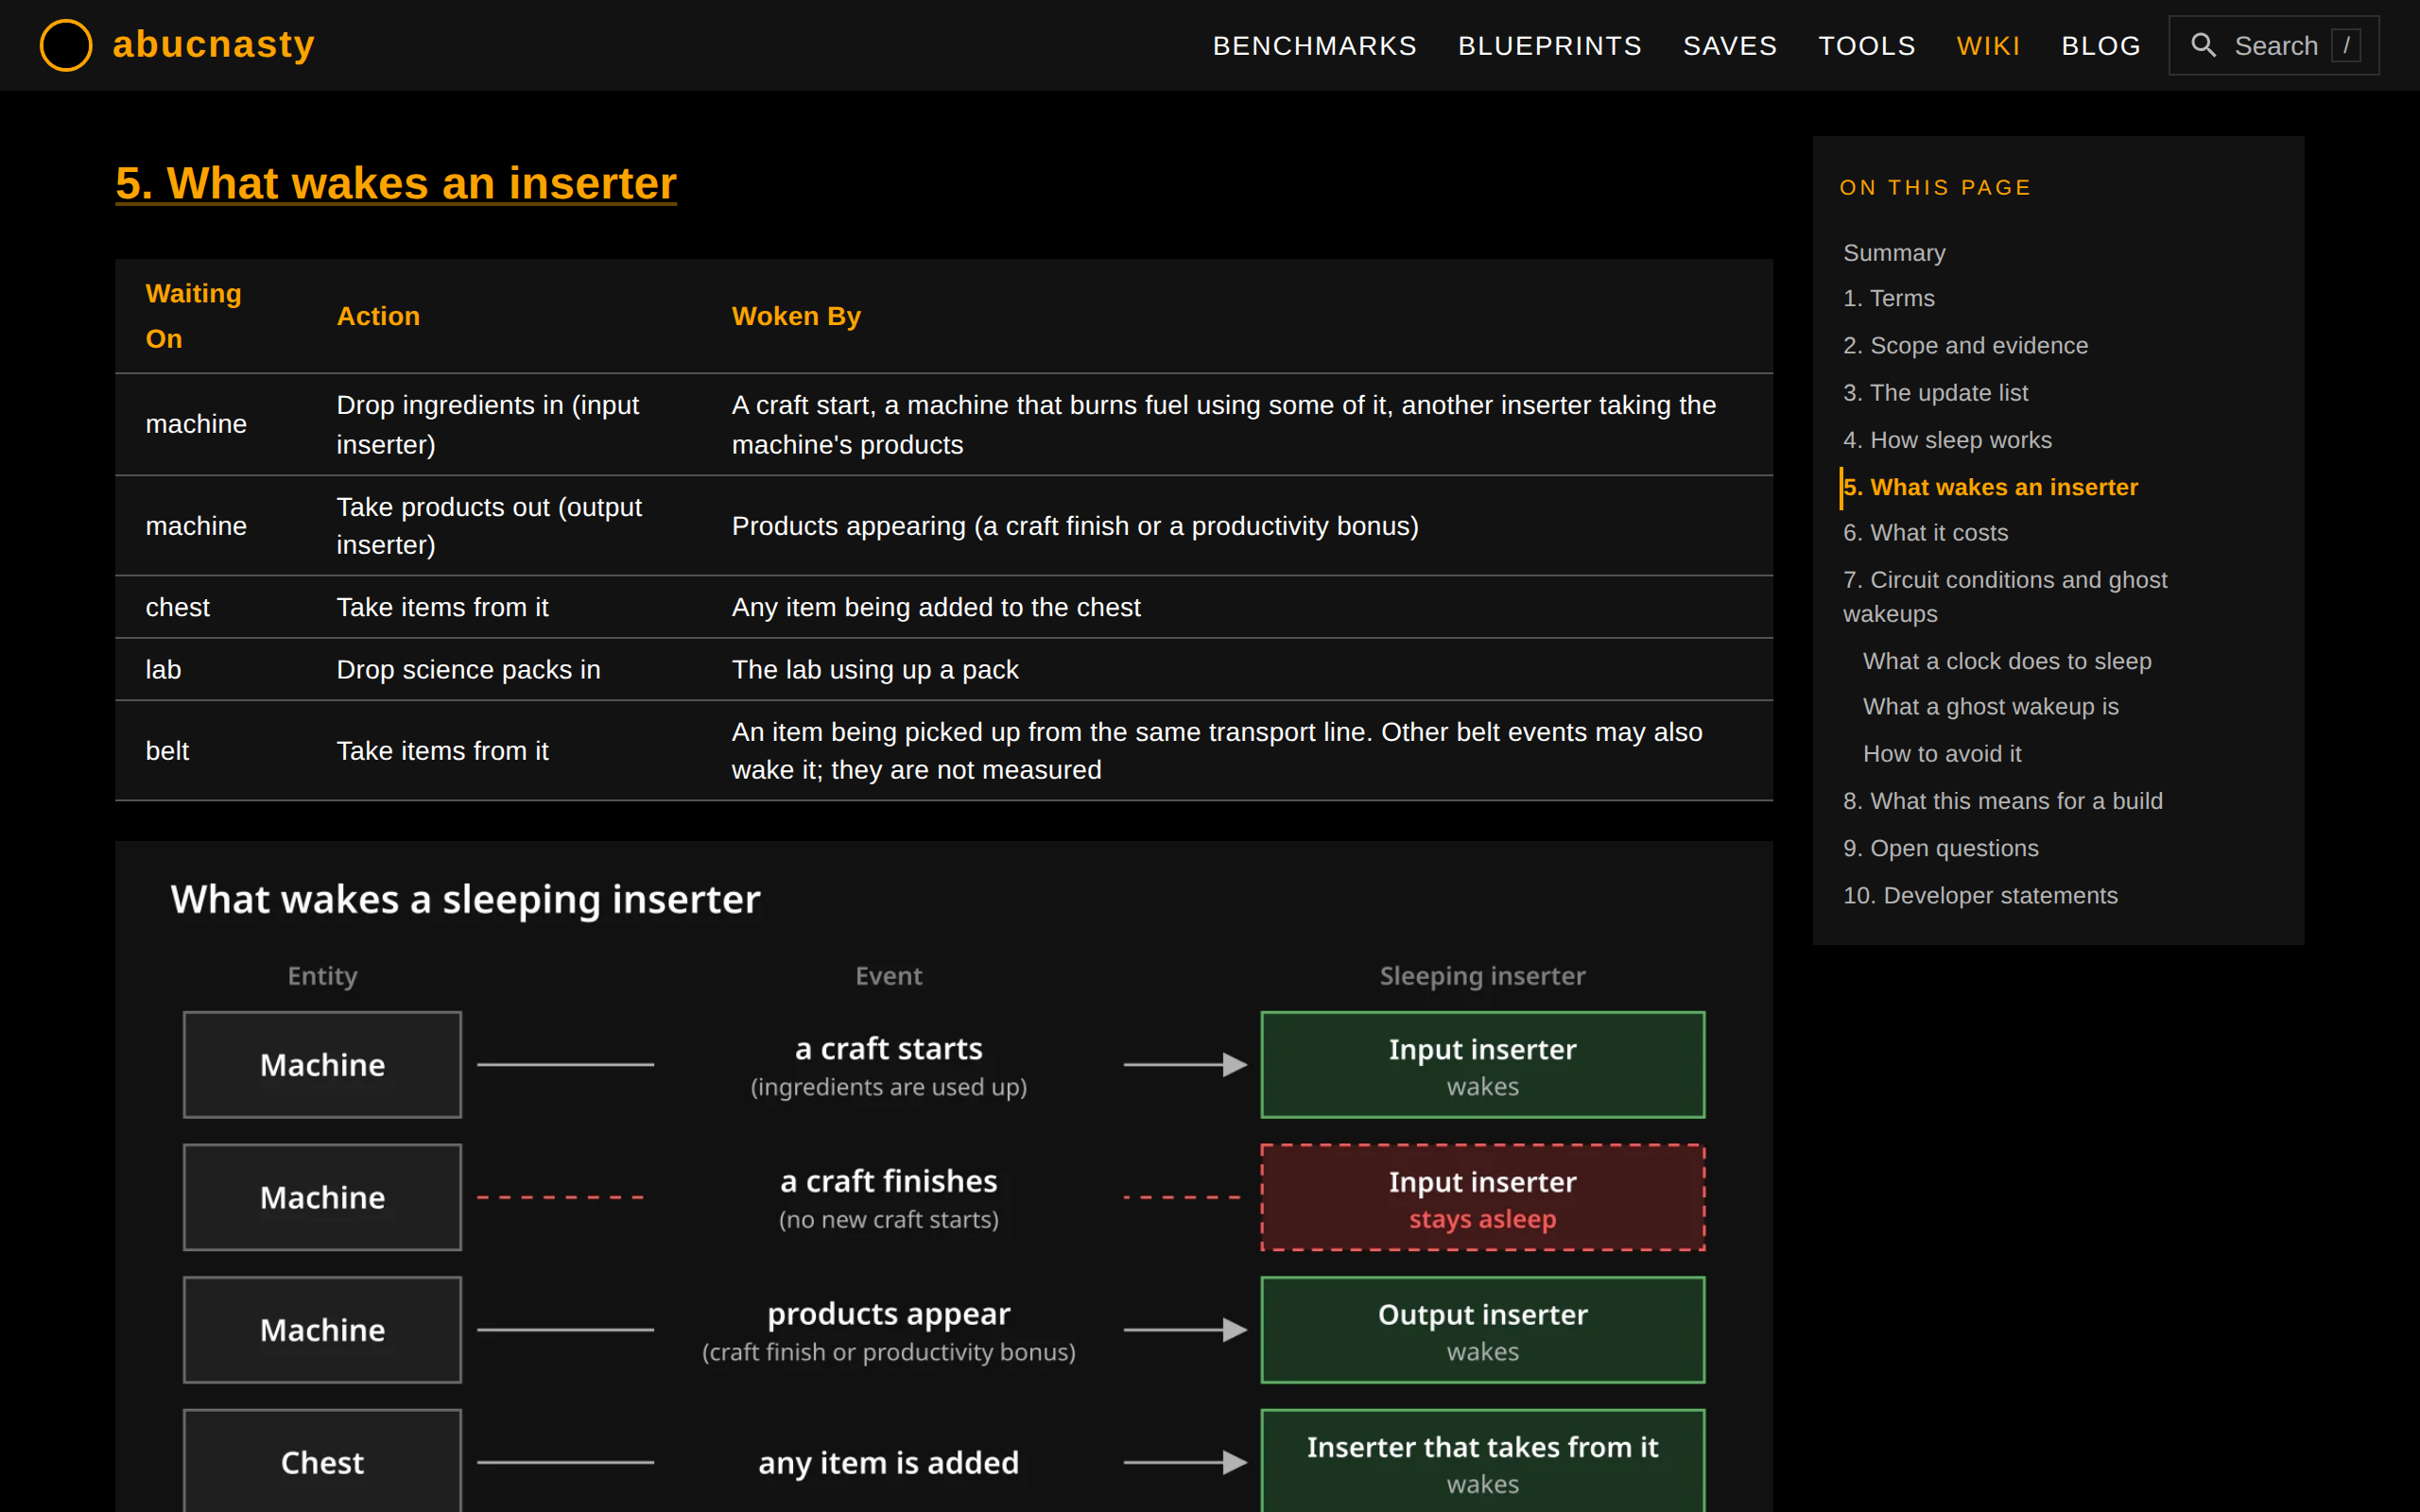 abucnasty
BENCHMARKS BLUEPRINTS SAVES TOOLS WIKI BLOG Search /
5. What wakes an inserter
Waiting On
Action
Woken By
machine
Drop ingredients in (input
inserter)
A craft start, a machine that burns fuel using some of it, another inserter taking the
machine's products
machine
Take products out (output
inserter)
Products appearing (a craft finish or a productivity bonus)
chest
Take items from it
Any item being added to the chest
lab
Drop science packs in
The lab using up a pack
belt
Take items from it
An item being picked up from the same transport line. Other belt events may also
wake it; they are not measured
What wakes a sleeping inserter
Entity
Event
Sleeping inserter
Machine
a craft starts
(ingredients are used up)
Input inserter
wakes
Machine
a craft finishes
(no new craft starts)
Input inserter
stays asleep
Machine
products appear
(craft finish or productivity bonus)
Output inserter
wakes
Chest
any item is added
Inserter that takes from it
wakes
ON THIS PAGE
Summary
1. Terms
2. Scope and evidence
3. The update list
4. How sleep works
5. What wakes an inserter
6. What it costs
7. Circuit conditions and ghost
wakeups
What a clock does to sleep
What a ghost wakeup is
How to avoid it
8. What this means for a build
9. Open questions
10. Developer statements